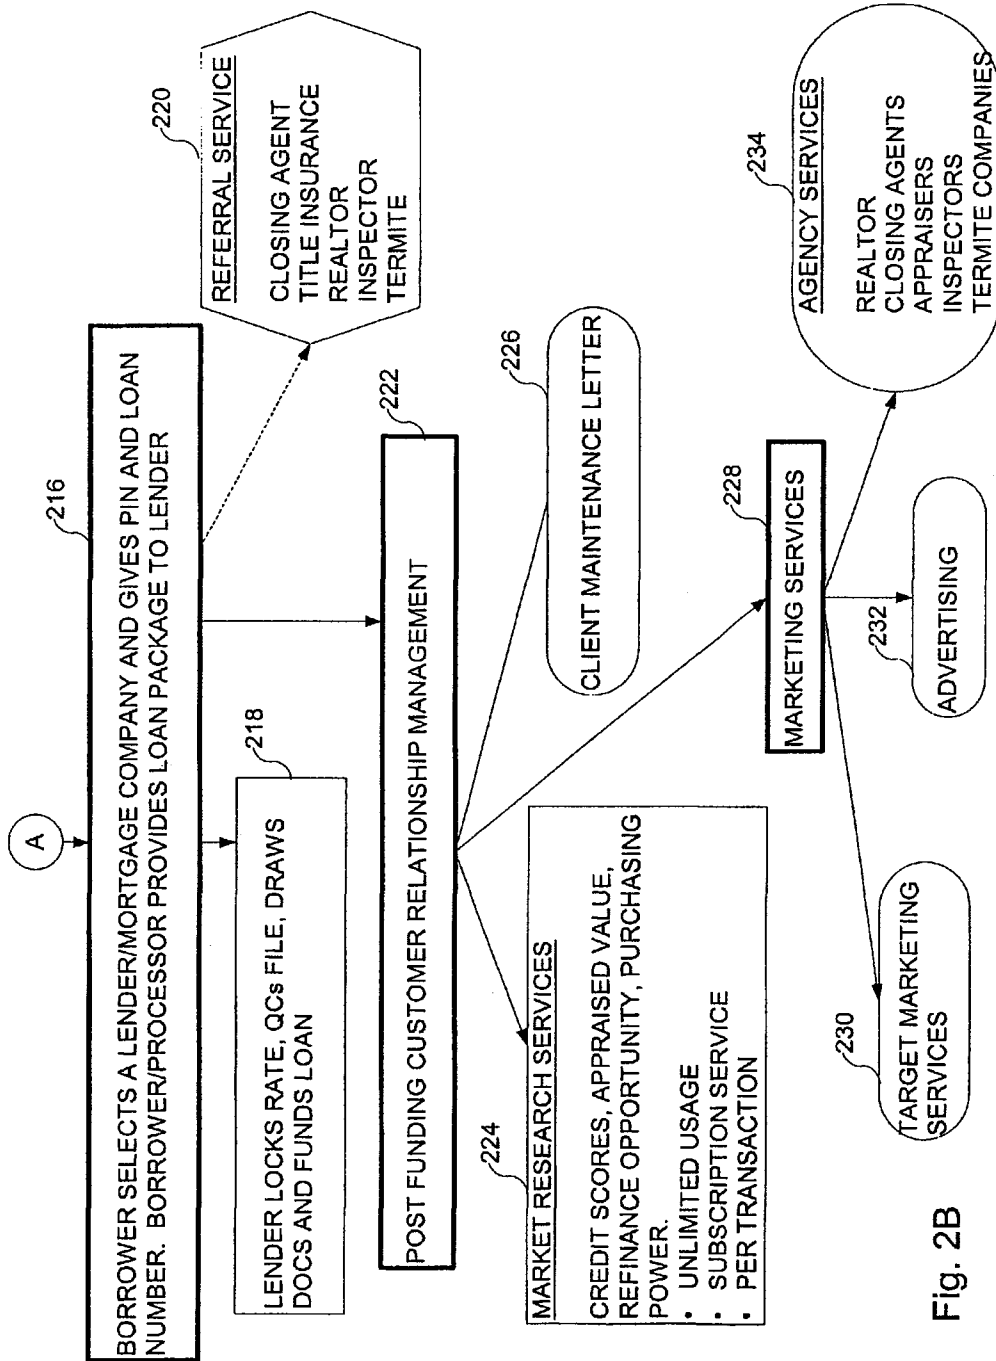 A
216
BORROWER SELECTS A LENDER/MORTGAGE COMPANY AND GIVES PIN AND LOAN
NUMBER. BORROWER/PROCESSOR PROVIDES LOAN PACKAGE TO LENDER
218
LENDER LOCKS RATE, QCs FILE, DRAWS
DOCS AND FUNDS LOAN
220
REFERRAL SERVICE
CLOSING AGENT
TITLE INSURANCE
REALTOR
INSPECTOR
TERMITE
222
POST FUNDING CUSTOMER RELATIONSHIP MANAGEMENT
224
MARKET RESEARCH SERVICES
CREDIT SCORES, APPRAISED VALUE,
REFINANCE OPPORTUNITY, PURCHASING
POWER.
• UNLIMITED USAGE
SUBSCRIPTION SERVICE
• PER TRANSACTION
226
CLIENT MAINTENANCE LETTER
228
MARKETING SERVICES
230
TARGET MARKETING
SERVICES
232
ADVERTISING
234
AGENCY SERVICES
REALTOR
CLOSING AGENTS
APPRAISERS
INSPECTORS
TERMITE COMPANIES
Fig. 2B